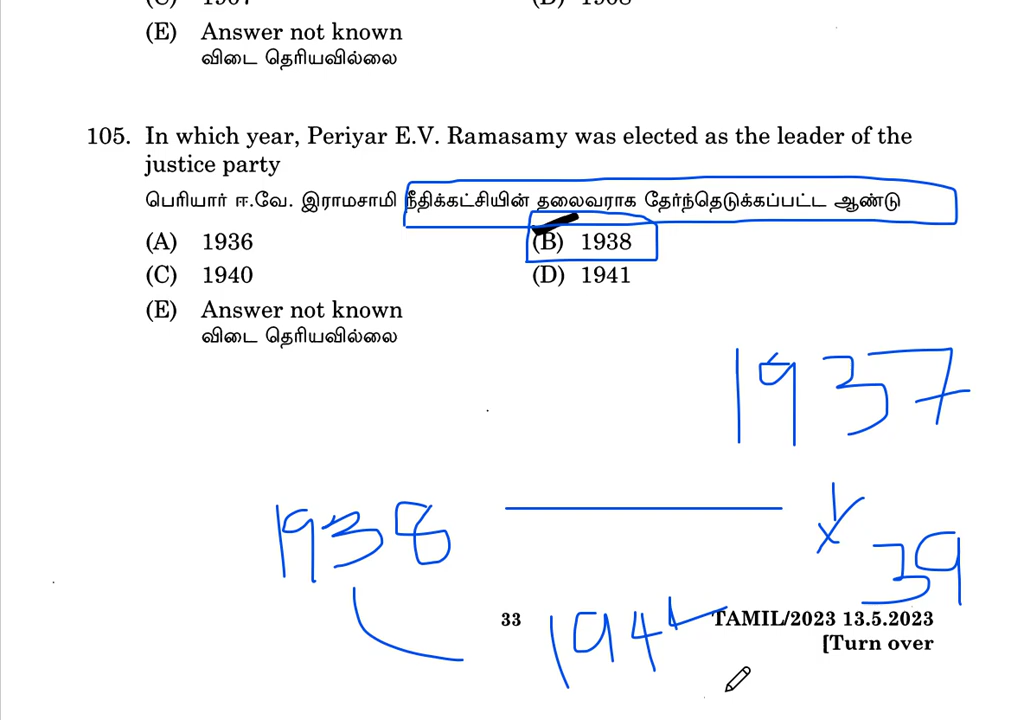 (E) Answer not known
விடை தெரியவில்லை
105. In which year, Periyar E.V. Ramasamy was elected as the leader of the
justice party
பெரியார் ஈ.வே. இராமசாமி நீதிக்கட்சியின் தலைவராக தேர்ந்தெடுக்கப்பட்ட ஆண்டு
(A) 1936 (B) 1938
(C) 1940 (D) 1941
(E) Answer not known
விடை தெரியவில்லை
1937
1938
39
1944
33 TAMIL/2023 13.5.2023
[Turn over